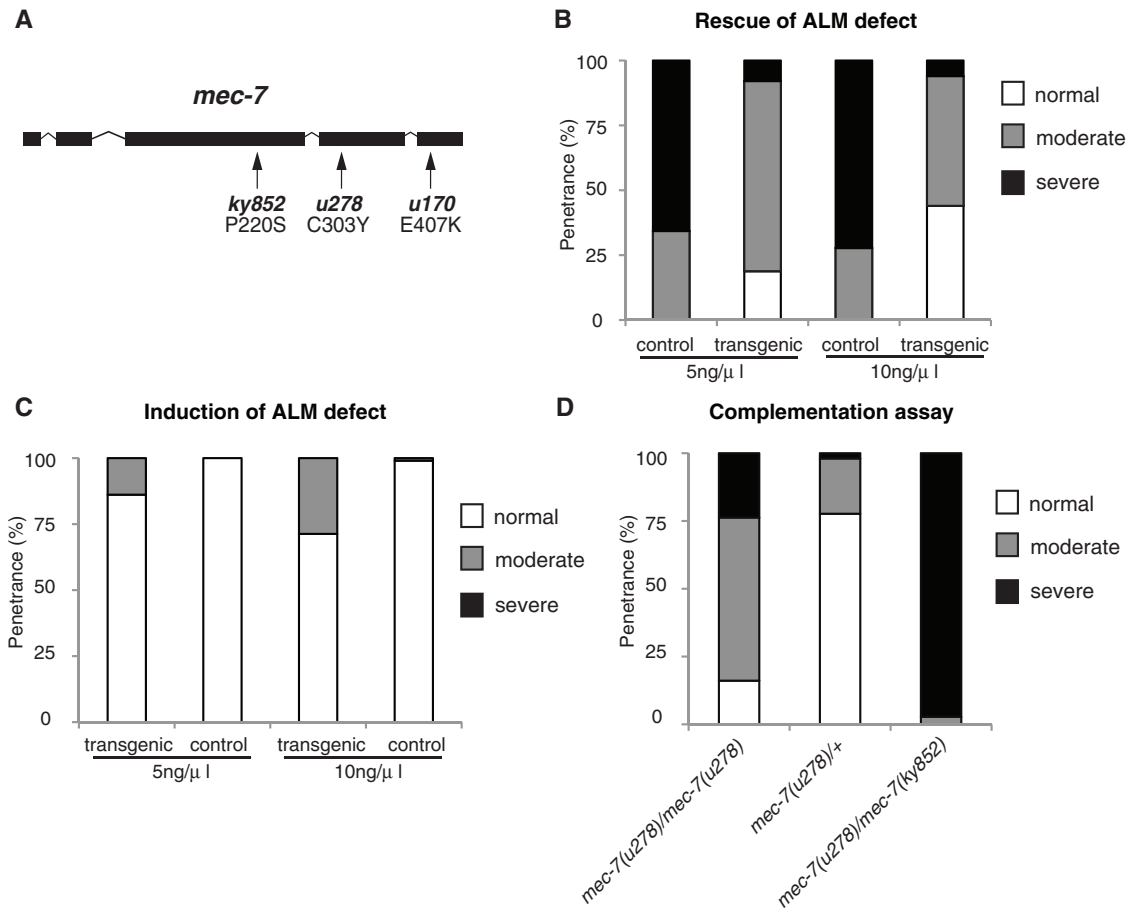 A
mec-7
ky852
P220S
u278
C303Y
u170
E407K
B
Rescue of ALM defect
Penetrance (%)
100
75
50
25
0
control
transgenic
control
transgenic
5ng/μ l
10ng/μ l
normal
moderate
severe
C
Induction of ALM defect
Penetrance (%)
100
75
50
25
0
transgenic
control
transgenic
control
5ng/μ l
10ng/μ l
normal
moderate
severe
D
Complementation assay
Penetrance (%)
100
75
50
25
0
mec-7(u278)/mec-7(u278)
mec-7(u278)/+
mec-7(u278)/mec-7(ky852)
normal
moderate
severe